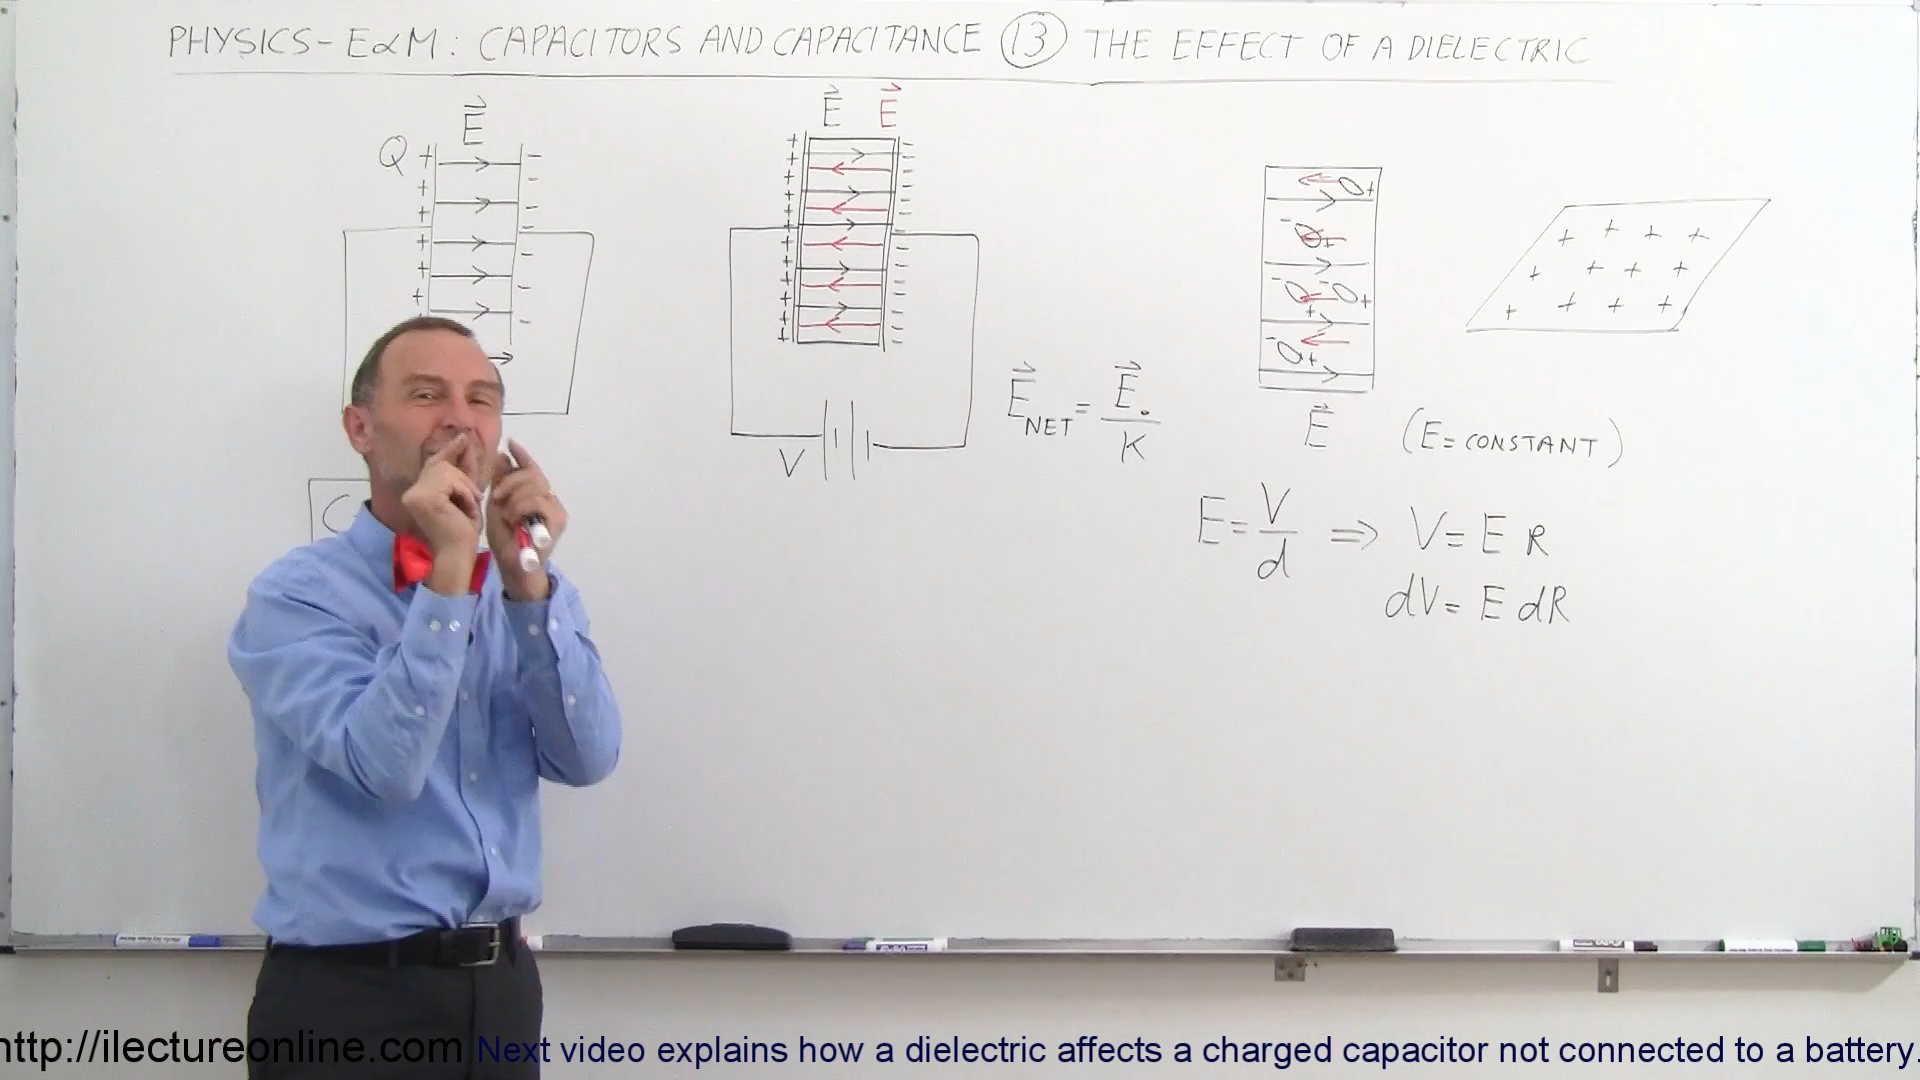 PHYSICS - E&M: CAPACITORS AND CAPACITANCE 13 THE EFFECT OF A DIELECTRIC
E
Q
E E
V
E NET = E₀ / K
E
(E = CONSTANT)
E = V / d ⇒ V = E R
dV = E dR
C
http://ilectureonline.com Next video explains how a dielectric affects a charged capacitor not connected to a battery.